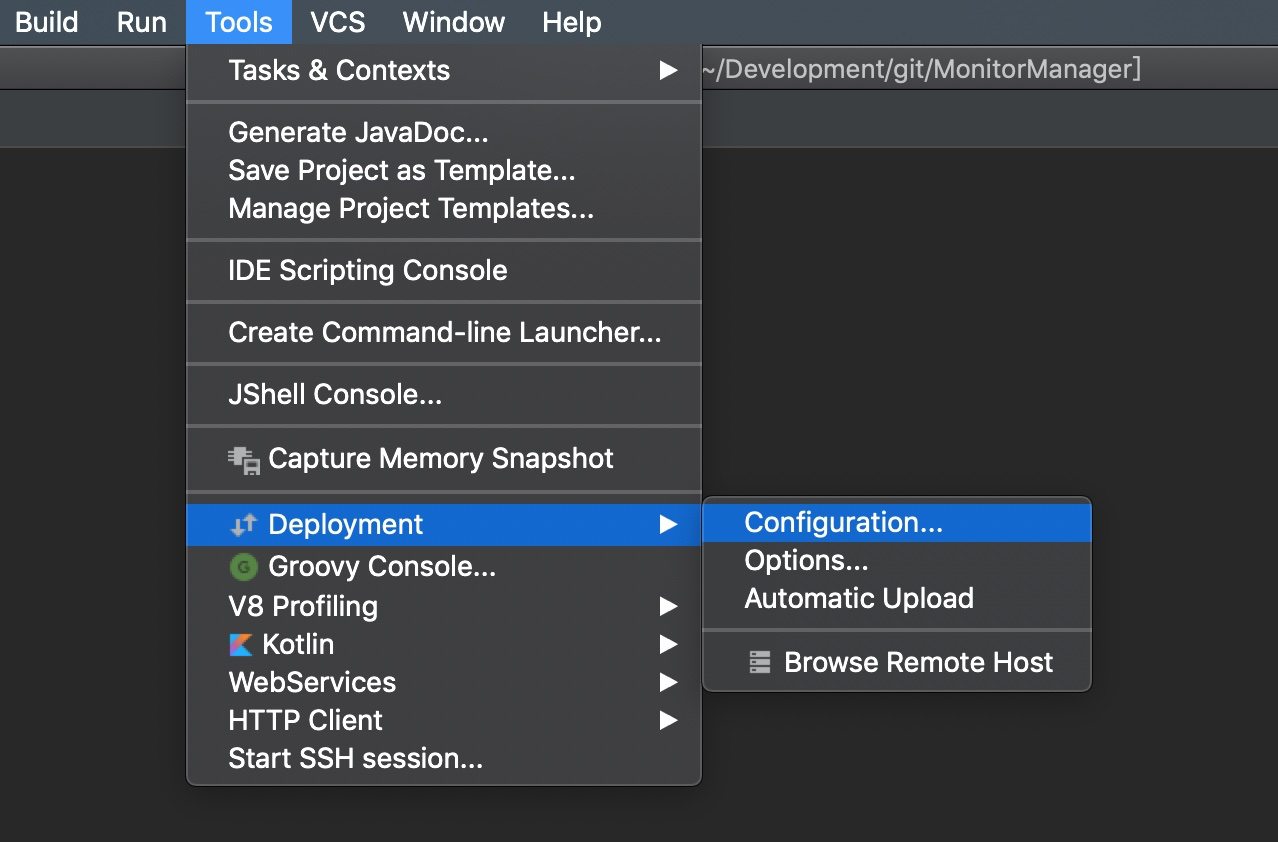 Build Run Tools VCS Window Help
~/Development/git/MonitorManager]
Tasks & Contexts
Generate JavaDoc...
Save Project as Template...
Manage Project Templates...
IDE Scripting Console
Create Command-line Launcher...
JShell Console...
Capture Memory Snapshot
Deployment
Configuration...
Options...
Automatic Upload
Browse Remote Host
G Groovy Console...
V8 Profiling
Kotlin
WebServices
HTTP Client
Start SSH session...